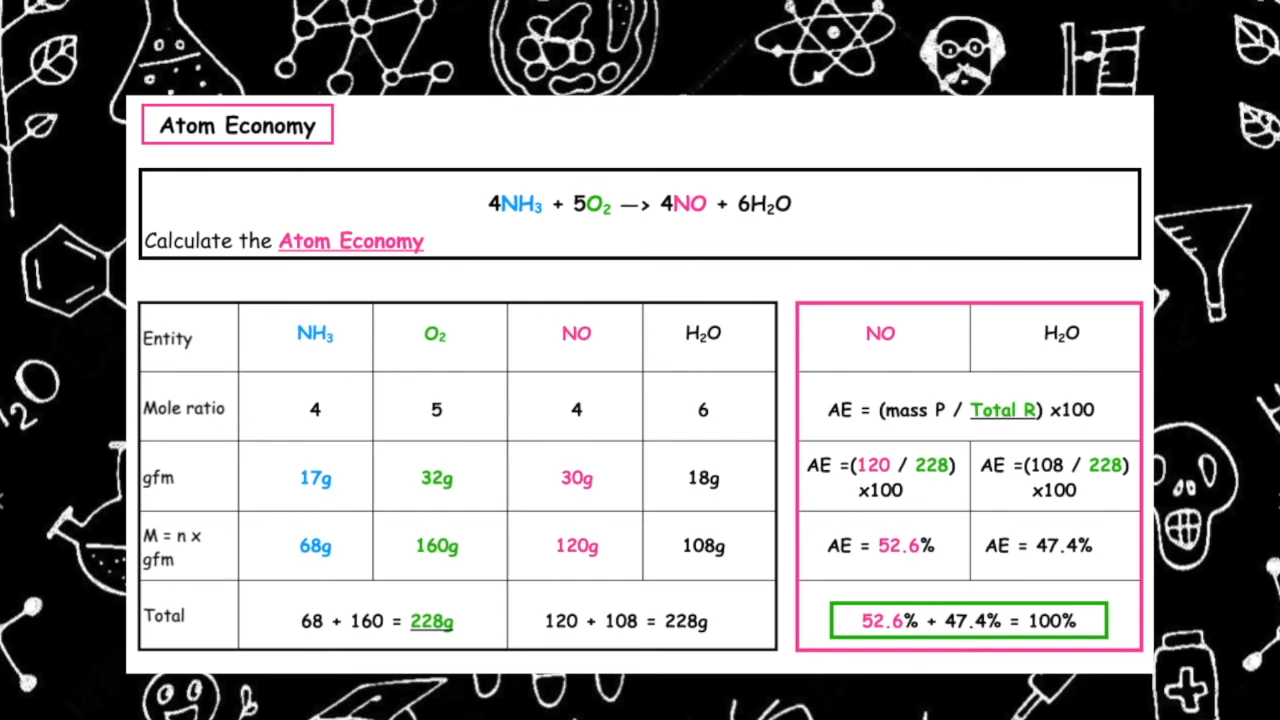 Atom Economy
4NH₃ + 5O₂ —> 4NO + 6H₂O
Calculate the Atom Economy
Entity NH₃ O₂ NO H₂O
Mole ratio 4 5 4 6
gfm 17g 32g 30g 18g
M = n x
gfm 68g 160g 120g 108g
Total 68 + 160 = 228g 120 + 108 = 228g
NO H₂O
AE = (mass P / Total R) x100
AE =(120 / 228)
x100
AE =(108 / 228)
x100
AE = 52.6% AE = 47.4%
52.6% + 47.4% = 100%